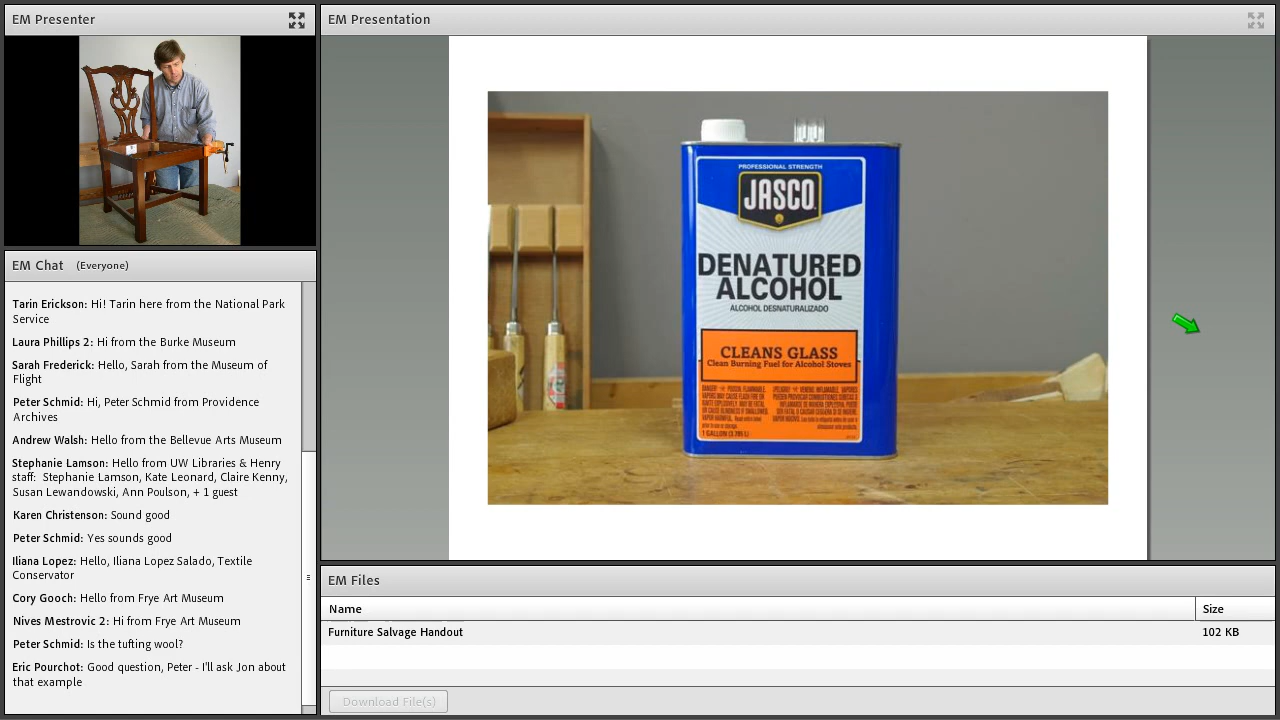 EM Presenter
EM Chat (Everyone)
Tarin Erickson: Hi! Tarin here from the National Park
Service
Laura Phillips 2: Hi from the Burke Museum
Sarah Frederick: Hello, Sarah from the Museum of
Flight
Peter Schmid: Hi, Peter and from Providence
Archives
Andrew Walsh: Hello from the Bellevue Arts Museum
Stephanie Lamson: Hello from UW Libraries & Henry
staff: Stephanie Lamson, Kate Leonard, Claire Kenny,
Susan Lewandowski, Ann Poulson, + 1 guest
Karen Christenson: Sound good
Peter Schmid: Yes sounds good
Iliana Lopez: Hello, Iliana Lopez Salado, Textile
Conservator
Cory Gooch: Hello from Frye Art Museum
Nives Mestrovic 2: Hi from Frye Art Museum
Peter Schmid: Is the tufting wool?
Eric Pourchot: Good question, Peter - I'll ask Jon about
that example
EM Presentation
PROFESSIONAL STRENGTH
JASCO
DENATURED
ALCOHOL
ALCOHOL DESNATURALIZADO
CLEANS GLASS
Clean Burning Fuel for Alcohol Stoves
1 GALLON (3.785 L)
EM Files
Name Size
Furniture Salvage Handout 102 KB
Download File(s)